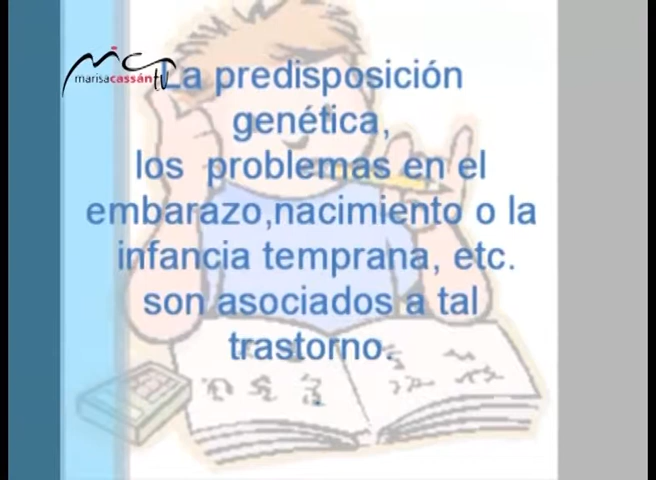 marisacassán tv
La predisposición
genética,
los problemas en el
embarazo,nacimiento o la
infancia temprana, etc.
son asociados a tal
trastorno.